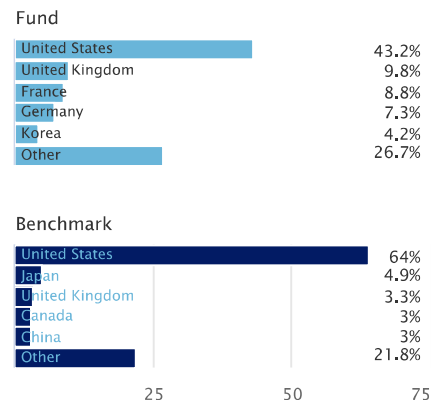 Fund
United States 43.2%
United Kingdom 9.8%
France 8.8%
Germany 7.3%
Korea 4.2%
Other 26.7%
Benchmark
United States 64%
Japan 4.9%
United Kingdom 3.3%
Canada 3%
China 3%
Other 21.8%
25 50 75